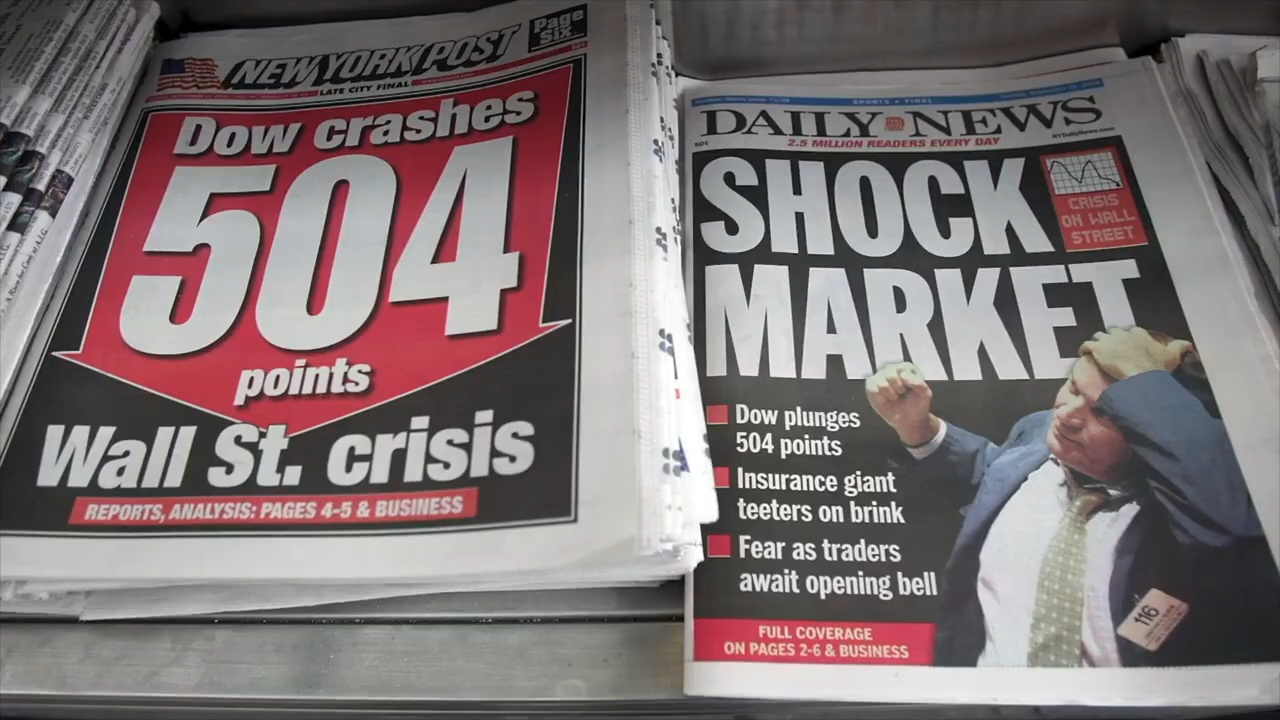 NEW YORK POST
Page
Six
LATE CITY FINAL
Dow crashes
504
points
Wall St. crisis
REPORTS, ANALYSIS: PAGES 4-5 & BUSINESS
SPORTS ★ FINAL
DAILY NEWS
50¢
2.5 MILLION READERS EVERY DAY
NYDailyNews.com
SHOCK
MARKET
CRISIS
ON WALL
STREET
Dow plunges
504 points
Insurance giant
teeters on brink
Fear as traders
await opening bell
116
FULL COVERAGE
ON PAGES 2-6 & BUSINESS